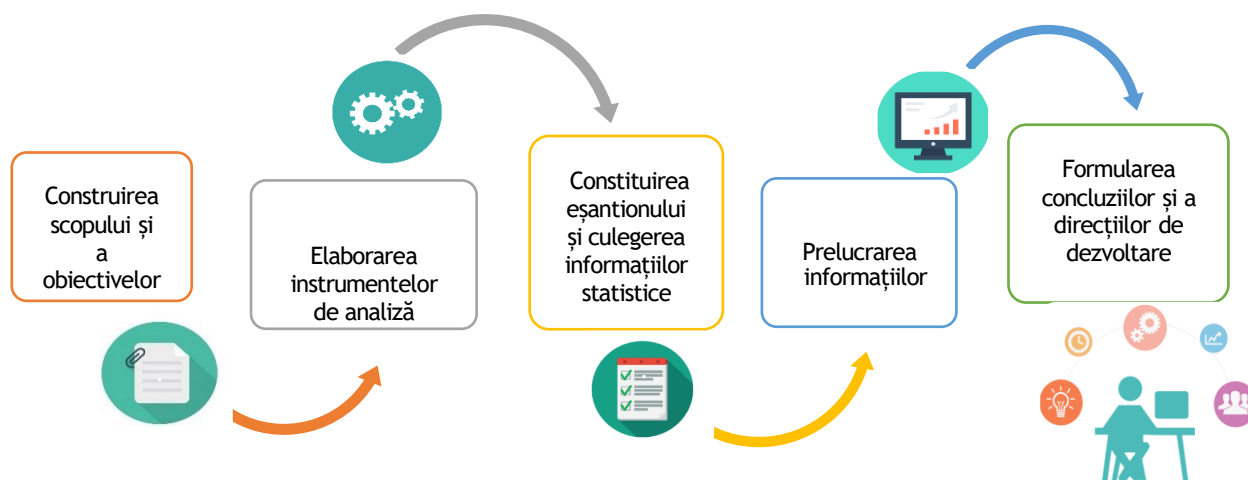 Construirea
scopului și
a
obiectivelor
Elaborarea
instrumentelor
de analiză
Constituirea
eșantionului
și culegerea
informațiilor
statistice
Prelucrarea
informațiilor
Formularea
concluziilor și a
direcțiilor de
dezvoltare